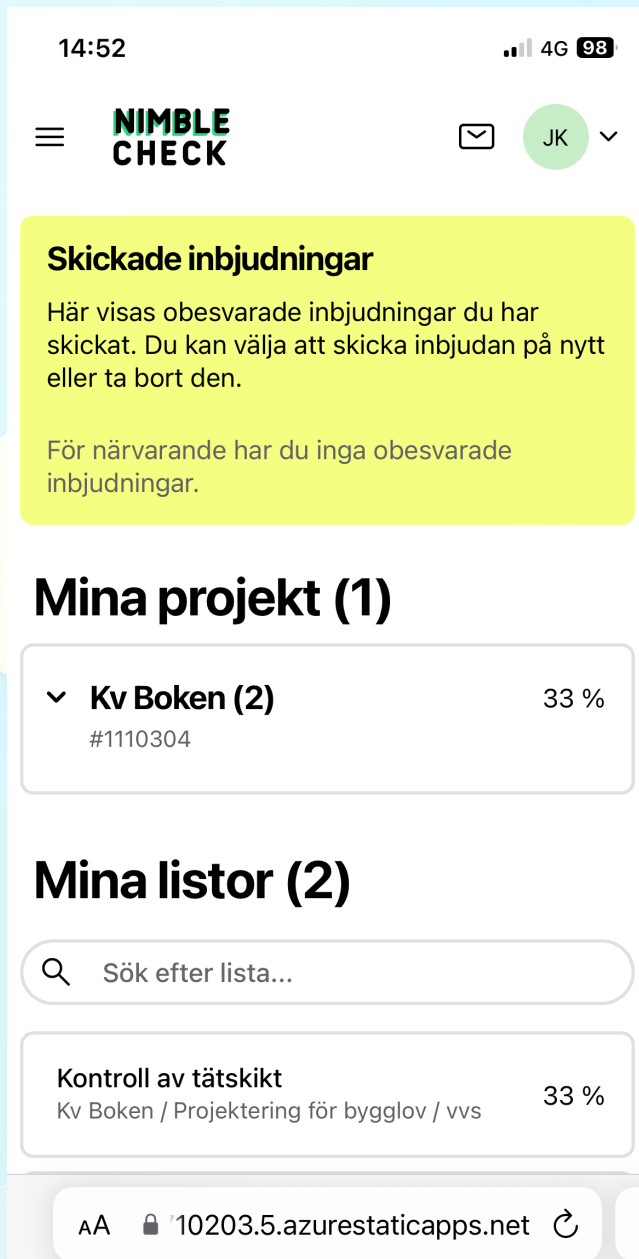 14:52
4G 98
NIMBLE
CHECK
JK
Skickade inbjudningar
Här visas obesvarade inbjudningar du har
skickat. Du kan välja att skicka inbjudan på nytt
eller ta bort den.
För närvarande har du inga obesvarade
inbjudningar.
Mina projekt (1)
Kv Boken (2)
33 %
#1110304
Mina listor (2)
Sök efter lista...
Kontroll av tätskikt
33 %
Kv Boken / Projektering för bygglov / vvs
AA
10203.5.azurestaticapps.net